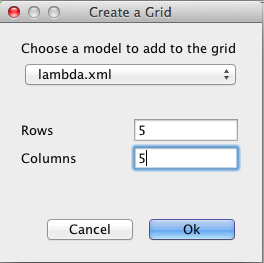 Create a Grid
Choose a model to add to the grid
lambda.xml
Rows 5
Columns 5
Cancel Ok